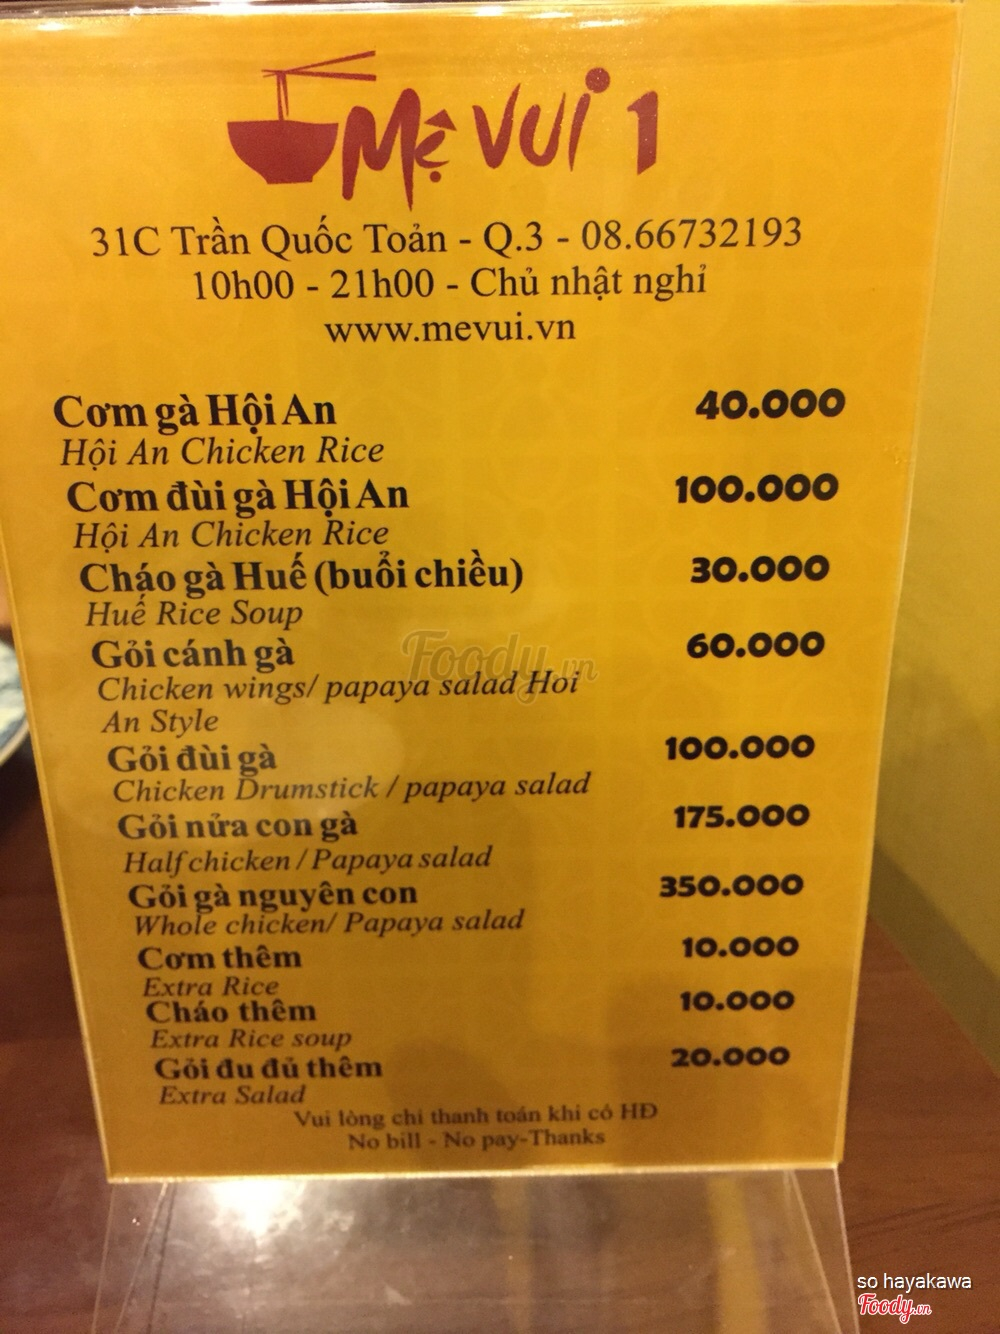 Mệ VUI 1
31C Trần Quốc Toản - Q.3 - 08.66732193
10h00 - 21h00 - Chủ nhật nghỉ
www.mevui.vn
Cơm gà Hội An 40.000
Hội An Chicken Rice
Cơm đùi gà Hội An 100.000
Hội An Chicken Rice
Cháo gà Huế (buổi chiều) 30.000
Huế Rice Soup
Gỏi cánh gà 60.000
Foody.vn
Chicken wings/ papaya salad Hoi
An Style
Gỏi đùi gà 100.000
Chicken Drumstick / papaya salad
Gỏi nửa con gà 175.000
Half chicken / Papaya salad
Gỏi gà nguyên con 350.000
Whole chicken/ Papaya salad
Cơm thêm 10.000
Extra Rice
Cháo thêm 10.000
Extra Rice soup
Gỏi đu đủ thêm 20.000
Extra Salad
Vui lòng chỉ thanh toán khi có HĐ
No bill - No pay-Thanks
so hayakawa
Foody.vn